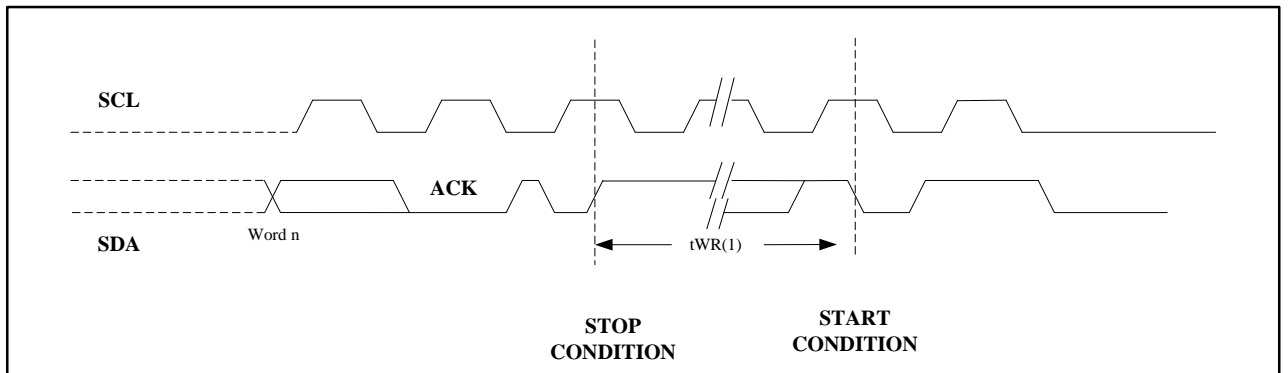 SCL
ACK
Word n
SDA
tWR(1)
STOP
CONDITION
START
CONDITION